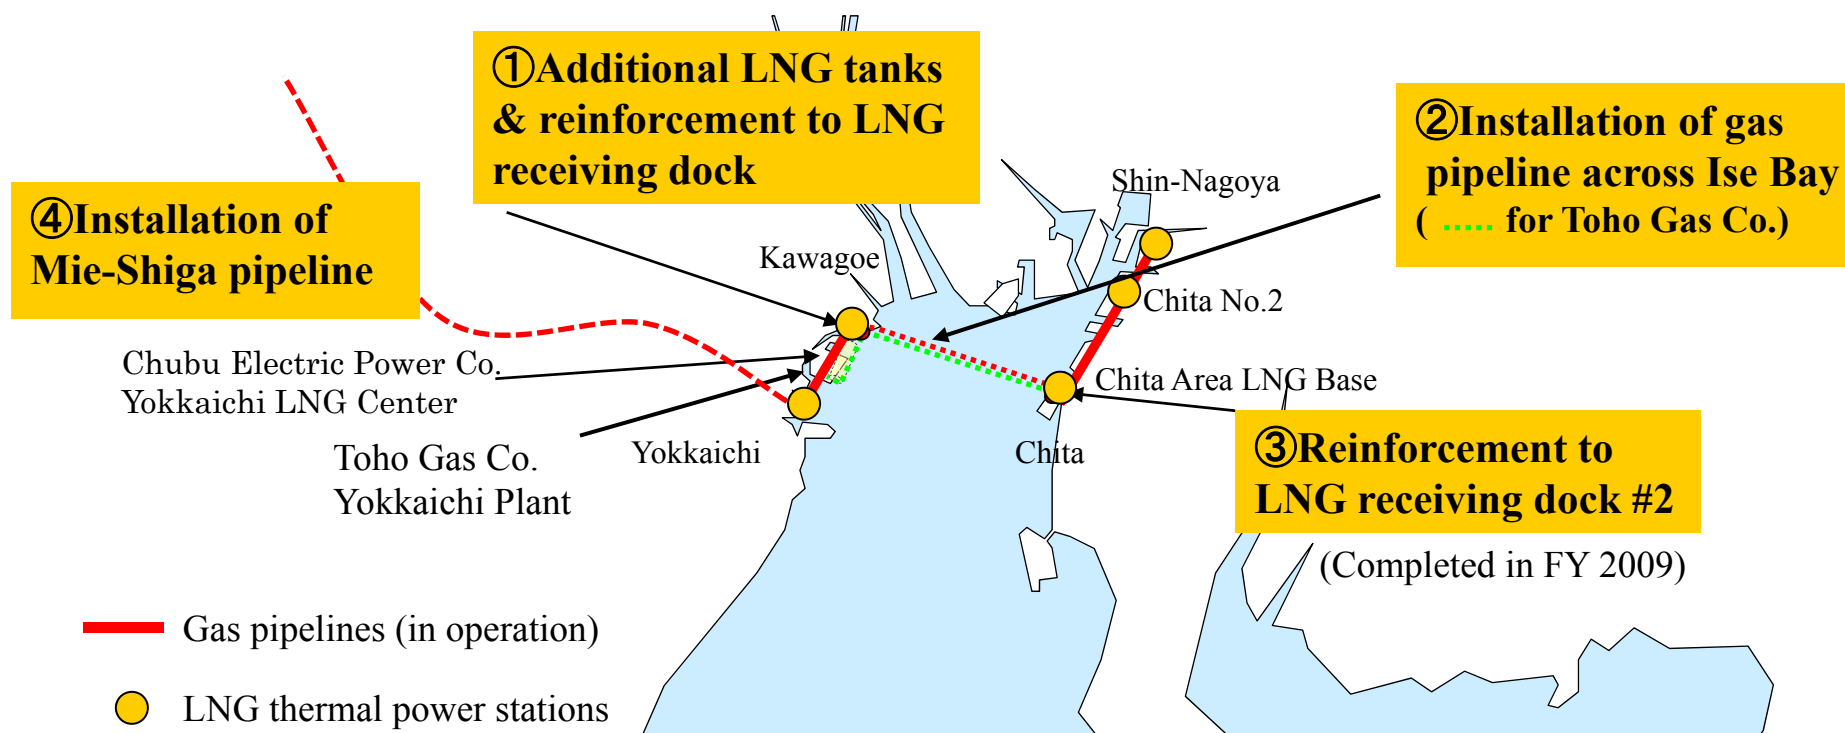 ①Additional LNG tanks
& reinforcement to LNG
receiving dock
②Installation of gas
pipeline across Ise Bay
( ...... for Toho Gas Co.)
Shin-Nagoya
④Installation of
Mie-Shiga pipeline
Kawagoe
Chita No.2
Chubu Electric Power Co.
Yokkaichi LNG Center
Chita Area LNG Base
Toho Gas Co.
Yokkaichi Plant
Yokkaichi
Chita
③Reinforcement to
LNG receiving dock #2
(Completed in FY 2009)
Gas pipelines (in operation)
LNG thermal power stations